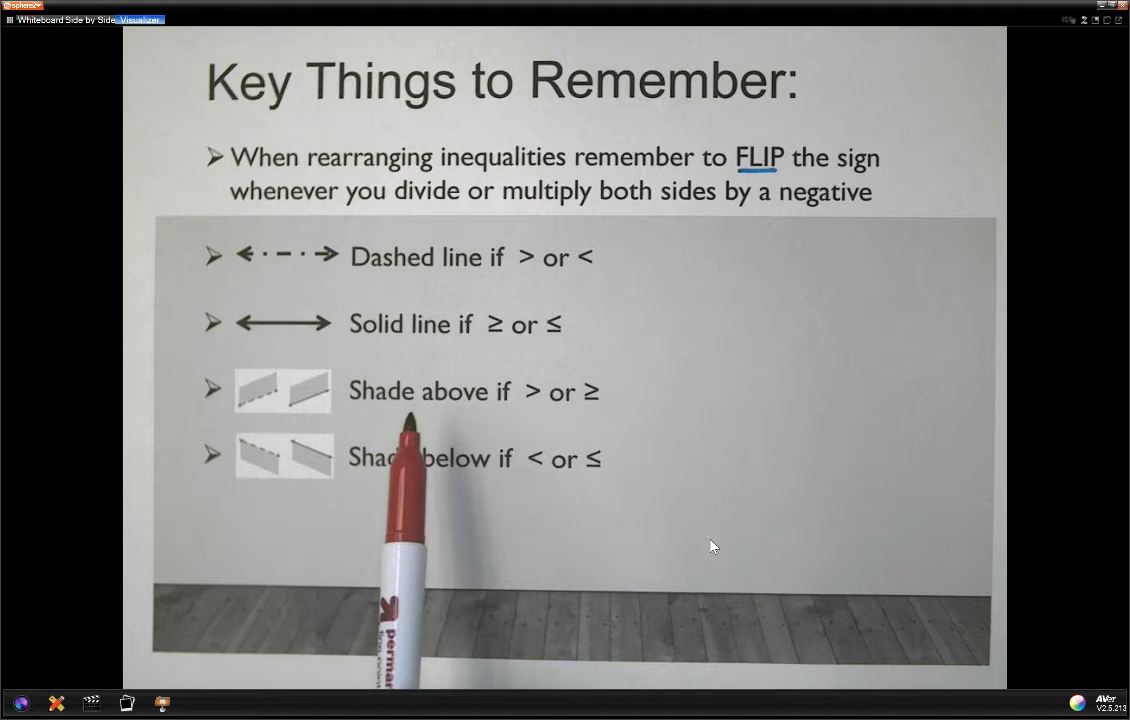 sphere2
Whiteboard Side by Side Visualizer
Key Things to Remember:
When rearranging inequalities remember to FLIP the sign
whenever you divide or multiply both sides by a negative
Dashed line if > or <
Solid line if ≥ or ≤
Shade above if > or ≥
Shad below if < or ≤
perma
AVer
V2.5.213